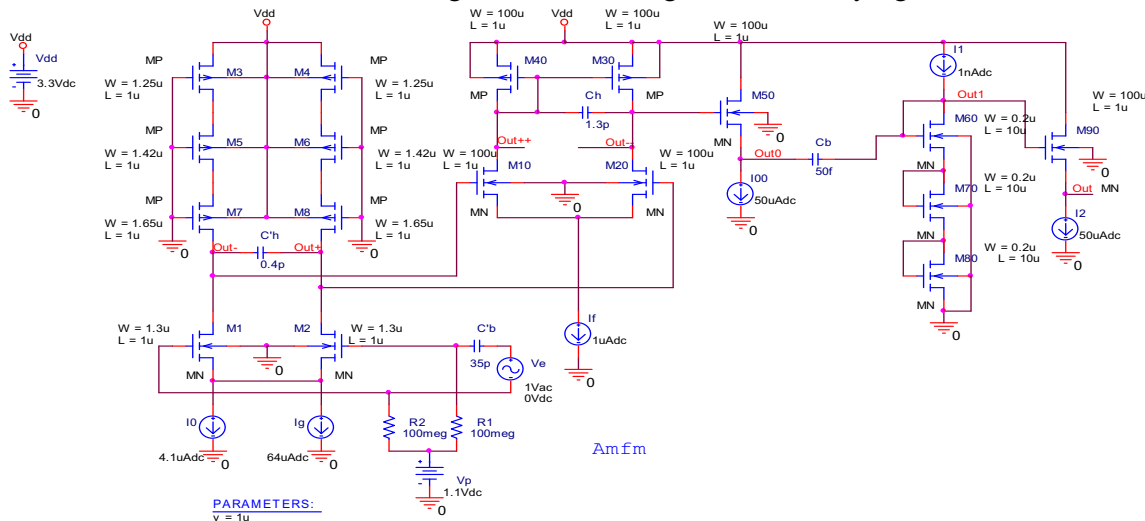 W = 100u
L = 1u
Vdd
W = 100u
L = 1u
W = 100u
L = 1u
Vdd
Vdd
Vdd
3.3Vdc
0
MP
M3
M4
MP
W = 1.25u
L = 1u
W = 1.25u
L = 1u
MP
M5
M6
MP
W = 1.42u
L = 1u
W = 1.42u
L = 1u
MP
M7
M8
MP
W = 1.65u
L = 1u
W = 1.65u
L = 1u
0
0
Out-
C'h
Out+
0.4p
M40
M30
MP
Ch
MP
1.3p
Out++
Out--
W = 100u
L = 1u
M10
M20
W = 100u
L = 1u
MN
0
MN
M50
0
MN
Out0
I00
50uAdc
0
Cb
50f
I1
1nAdc
Out1
M60
W = 0.2u
L = 10u
MN
M70
W = 0.2u
L = 10u
MN
M80
W = 0.2u
L = 10u
MN
0
W = 100u
L = 1u
M90
0
Out
MN
I2
50uAdc
0
W = 1.3u
L = 1u
M1
M2
W = 1.3u
L = 1u
MN
0
MN
C'b
35p
Ve
1Vac
0Vdc
If
1uAdc
0
I0
4.1uAdc
0
Ig
64uAdc
0
R2
100meg
R1
100meg
Vp
1.1Vdc
0
Amfm
PARAMETERS: